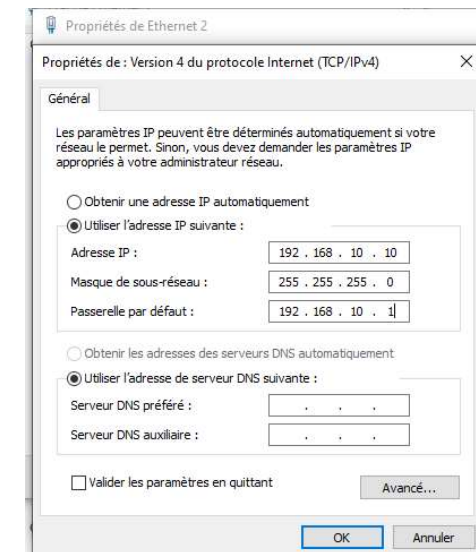 Propriétés de Ethernet 2
Propriétés de : Version 4 du protocole Internet (TCP/IPv4)
Général
Les paramètres IP peuvent être déterminés automatiquement si votre
réseau le permet. Sinon, vous devez demander les paramètres IP
appropriés à votre administrateur réseau.
Obtenir une adresse IP automatiquement
Utiliser l'adresse IP suivante :
Adresse IP : 192 . 168 . 10 . 10
Masque de sous-réseau : 255 . 255 . 255 . 0
Passerelle par défaut : 192 . 168 . 10 . 1
Obtenir les adresses des serveurs DNS automatiquement
Utiliser l'adresse de serveur DNS suivante :
Serveur DNS préféré : . . .
Serveur DNS auxiliaire : . . .
Valider les paramètres en quittant
Avancé...
OK Annuler